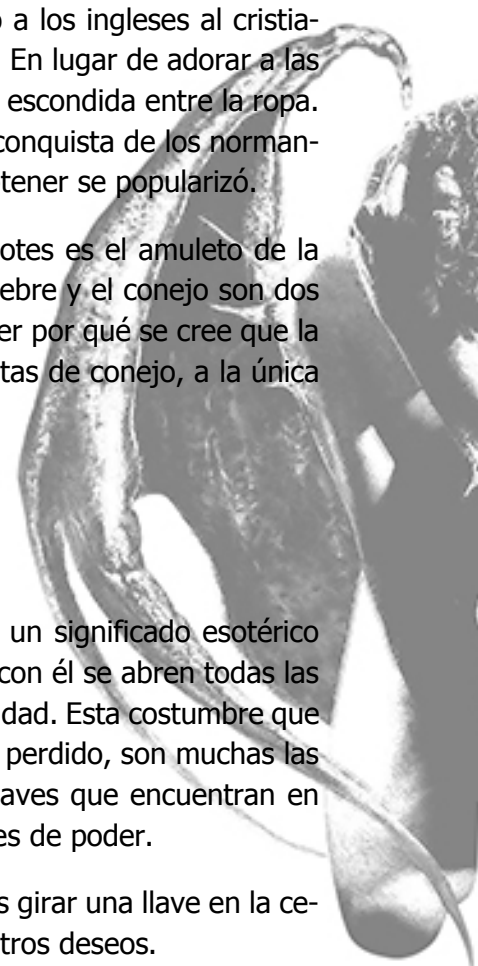 a los ingleses al cristia-
En lugar de adorar a las
escondida entre la ropa.
conquista de los norman-
tener se popularizó.
otes es el amuleto de la
ebre y el conejo son dos
er por qué se cree que la
tas de conejo, a la única
un significado esotérico
con él se abren todas las
dad. Esta costumbre que
perdido, son muchas las
aves que encuentran en
es de poder.
s girar una llave en la ce-
tros deseos.